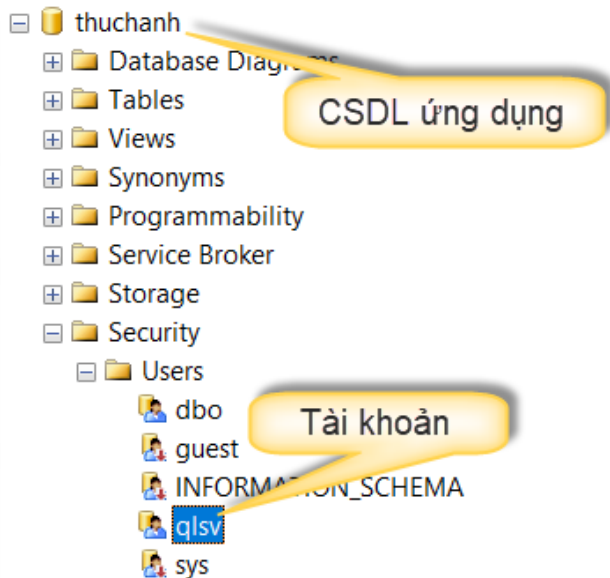 thuchanh
Database Diagrams
CSDL ứng dụng
Tables
Views
Synonyms
Programmability
Service Broker
Storage
Security
Users
dbo
Tài khoản
guest
INFORMATION_SCHEMA
qlsv
sys